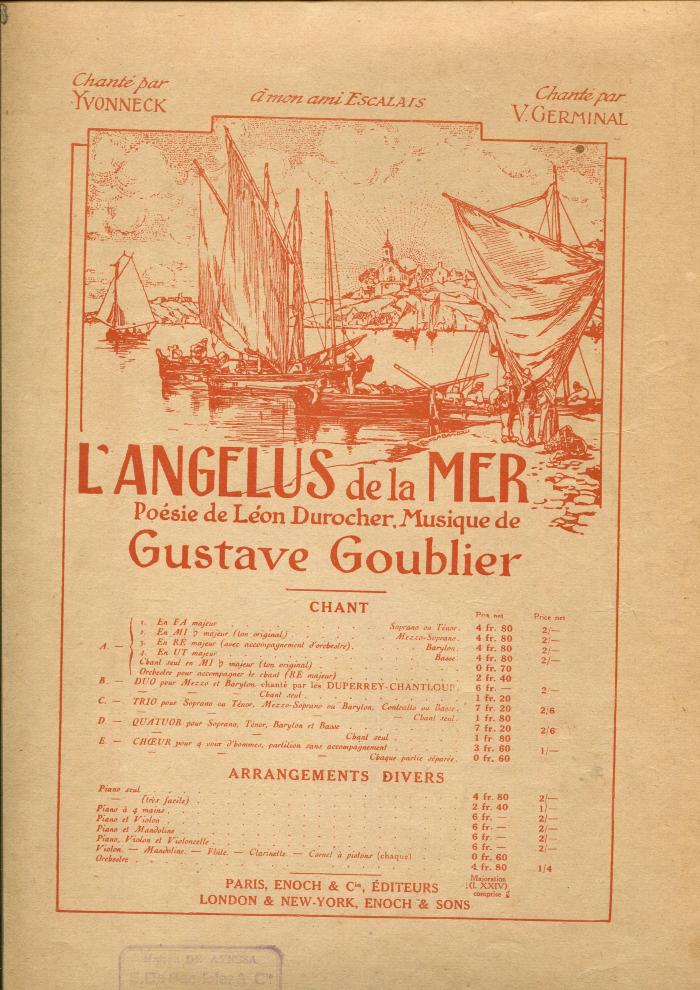 Chanté par
YVONNECK
À mon ami ESCALAIS
Chanté par
V. GERMINAL
L'ANGELUS de la MER
Poésie de Léon Durocher. Musique de
Gustave Goublier
CHANT
Prix net Price net
A. —
1. En FA majeur Soprano ou Ténor. 4 fr. 80 2/—
2. En MI ♭ majeur (ton original) Mezzo-Soprano. 4 fr. 80 2/—
3. En RÉ majeur (avec accompagnement d'orchestre). Baryton. 4 fr. 80 2/—
4. En UT majeur Basse. 4 fr. 80 2/—
Chant seul en MI ♭ majeur (ton original) 0 fr. 70
Orchestre pour accompagner le chant (RÉ majeur) 2 fr. 40
B. — DUO pour Mezzo et Baryton chanté par les DUPERREY-CHANTLOUP 6 fr. — 2/—
— Chant seul. 1 fr. 20
C. — TRIO pour Soprano ou Ténor, Mezzo-Soprano ou Baryton, Contralto ou Basse. 7 fr. 20 2/6
— — Chant seul. 1 fr. 80
D. — QUATUOR pour Soprano, Ténor, Baryton et Basse 7 fr. 20 2/6
— — Chant seul 1 fr. 80
E. — CHŒUR pour 4 voix d'hommes, partition sans accompagnement 3 fr. 60 1/—
— — — Chaque partie séparée. 0 fr. 60
ARRANGEMENTS DIVERS
Piano seul 4 fr. 80 2/—
— (très facile) 2 fr. 40 1/—
Piano à 4 mains 6 fr. — 2/—
Piano et Violon 6 fr. — 2/—
Piano et Mandoline 6 fr. — 2/—
Piano, Violon et Violoncelle 6 fr. — 2/—
Violon. — Mandoline. — Flûte. — Clarinette. — Cornet à pistons (chaque) 0 fr. 60
Orchestre 4 fr. 80 1/4
Majoration
(l. XXIV)
comprise
PARIS, ENOCH & Cie, ÉDITEURS
LONDON & NEW-YORK, ENOCH & SONS